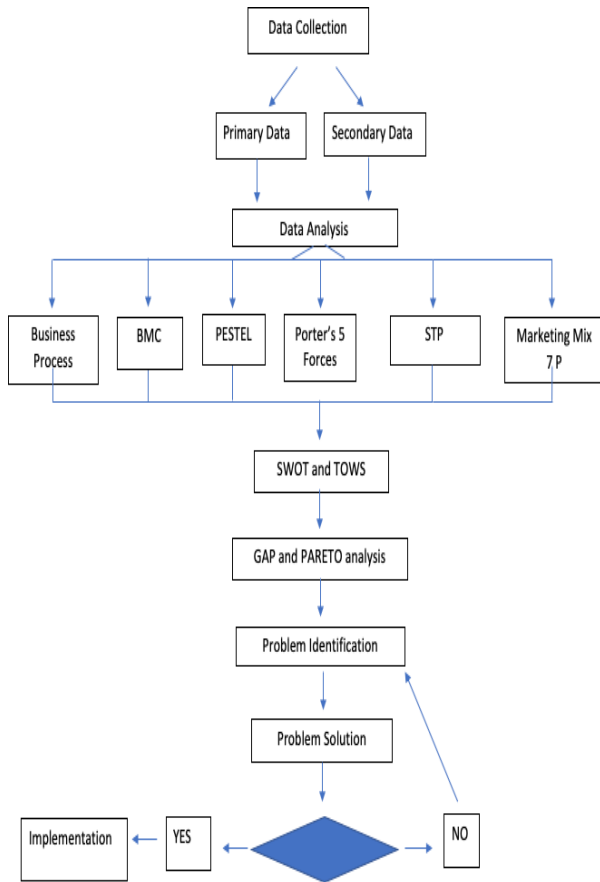 Data Collection
Primary Data
Secondary Data
Data Analysis
Business
Process
BMC
PESTEL
Porter's 5
Forces
STP
Marketing Mix
7 P
SWOT and TOWS
GAP and PARETO analysis
Problem Identification
Problem Solution
Implementation
YES
NO